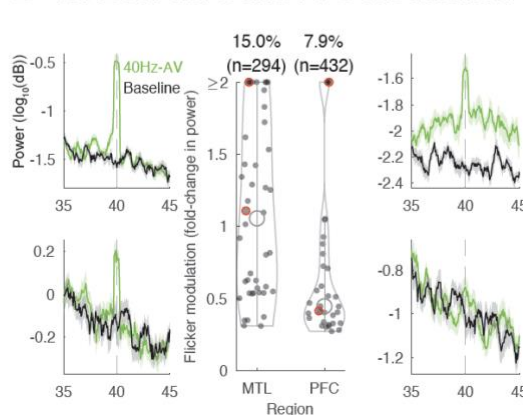 15.0% 7.9%
(n=294) (n=432)
Power (log₁₀(dB))
-0.5
-1
-1.5
35 40 45
40Hz-AV
Baseline
0.2
0
-0.2
35 40 45
Flicker modulation (fold-change in power)
≥2
1.5
1
0.5
0
MTL PFC
Region
-1.6
-1.8
-2
-2.2
-2.4
35 40 45
-0.8
-1
-1.2
35 40 45